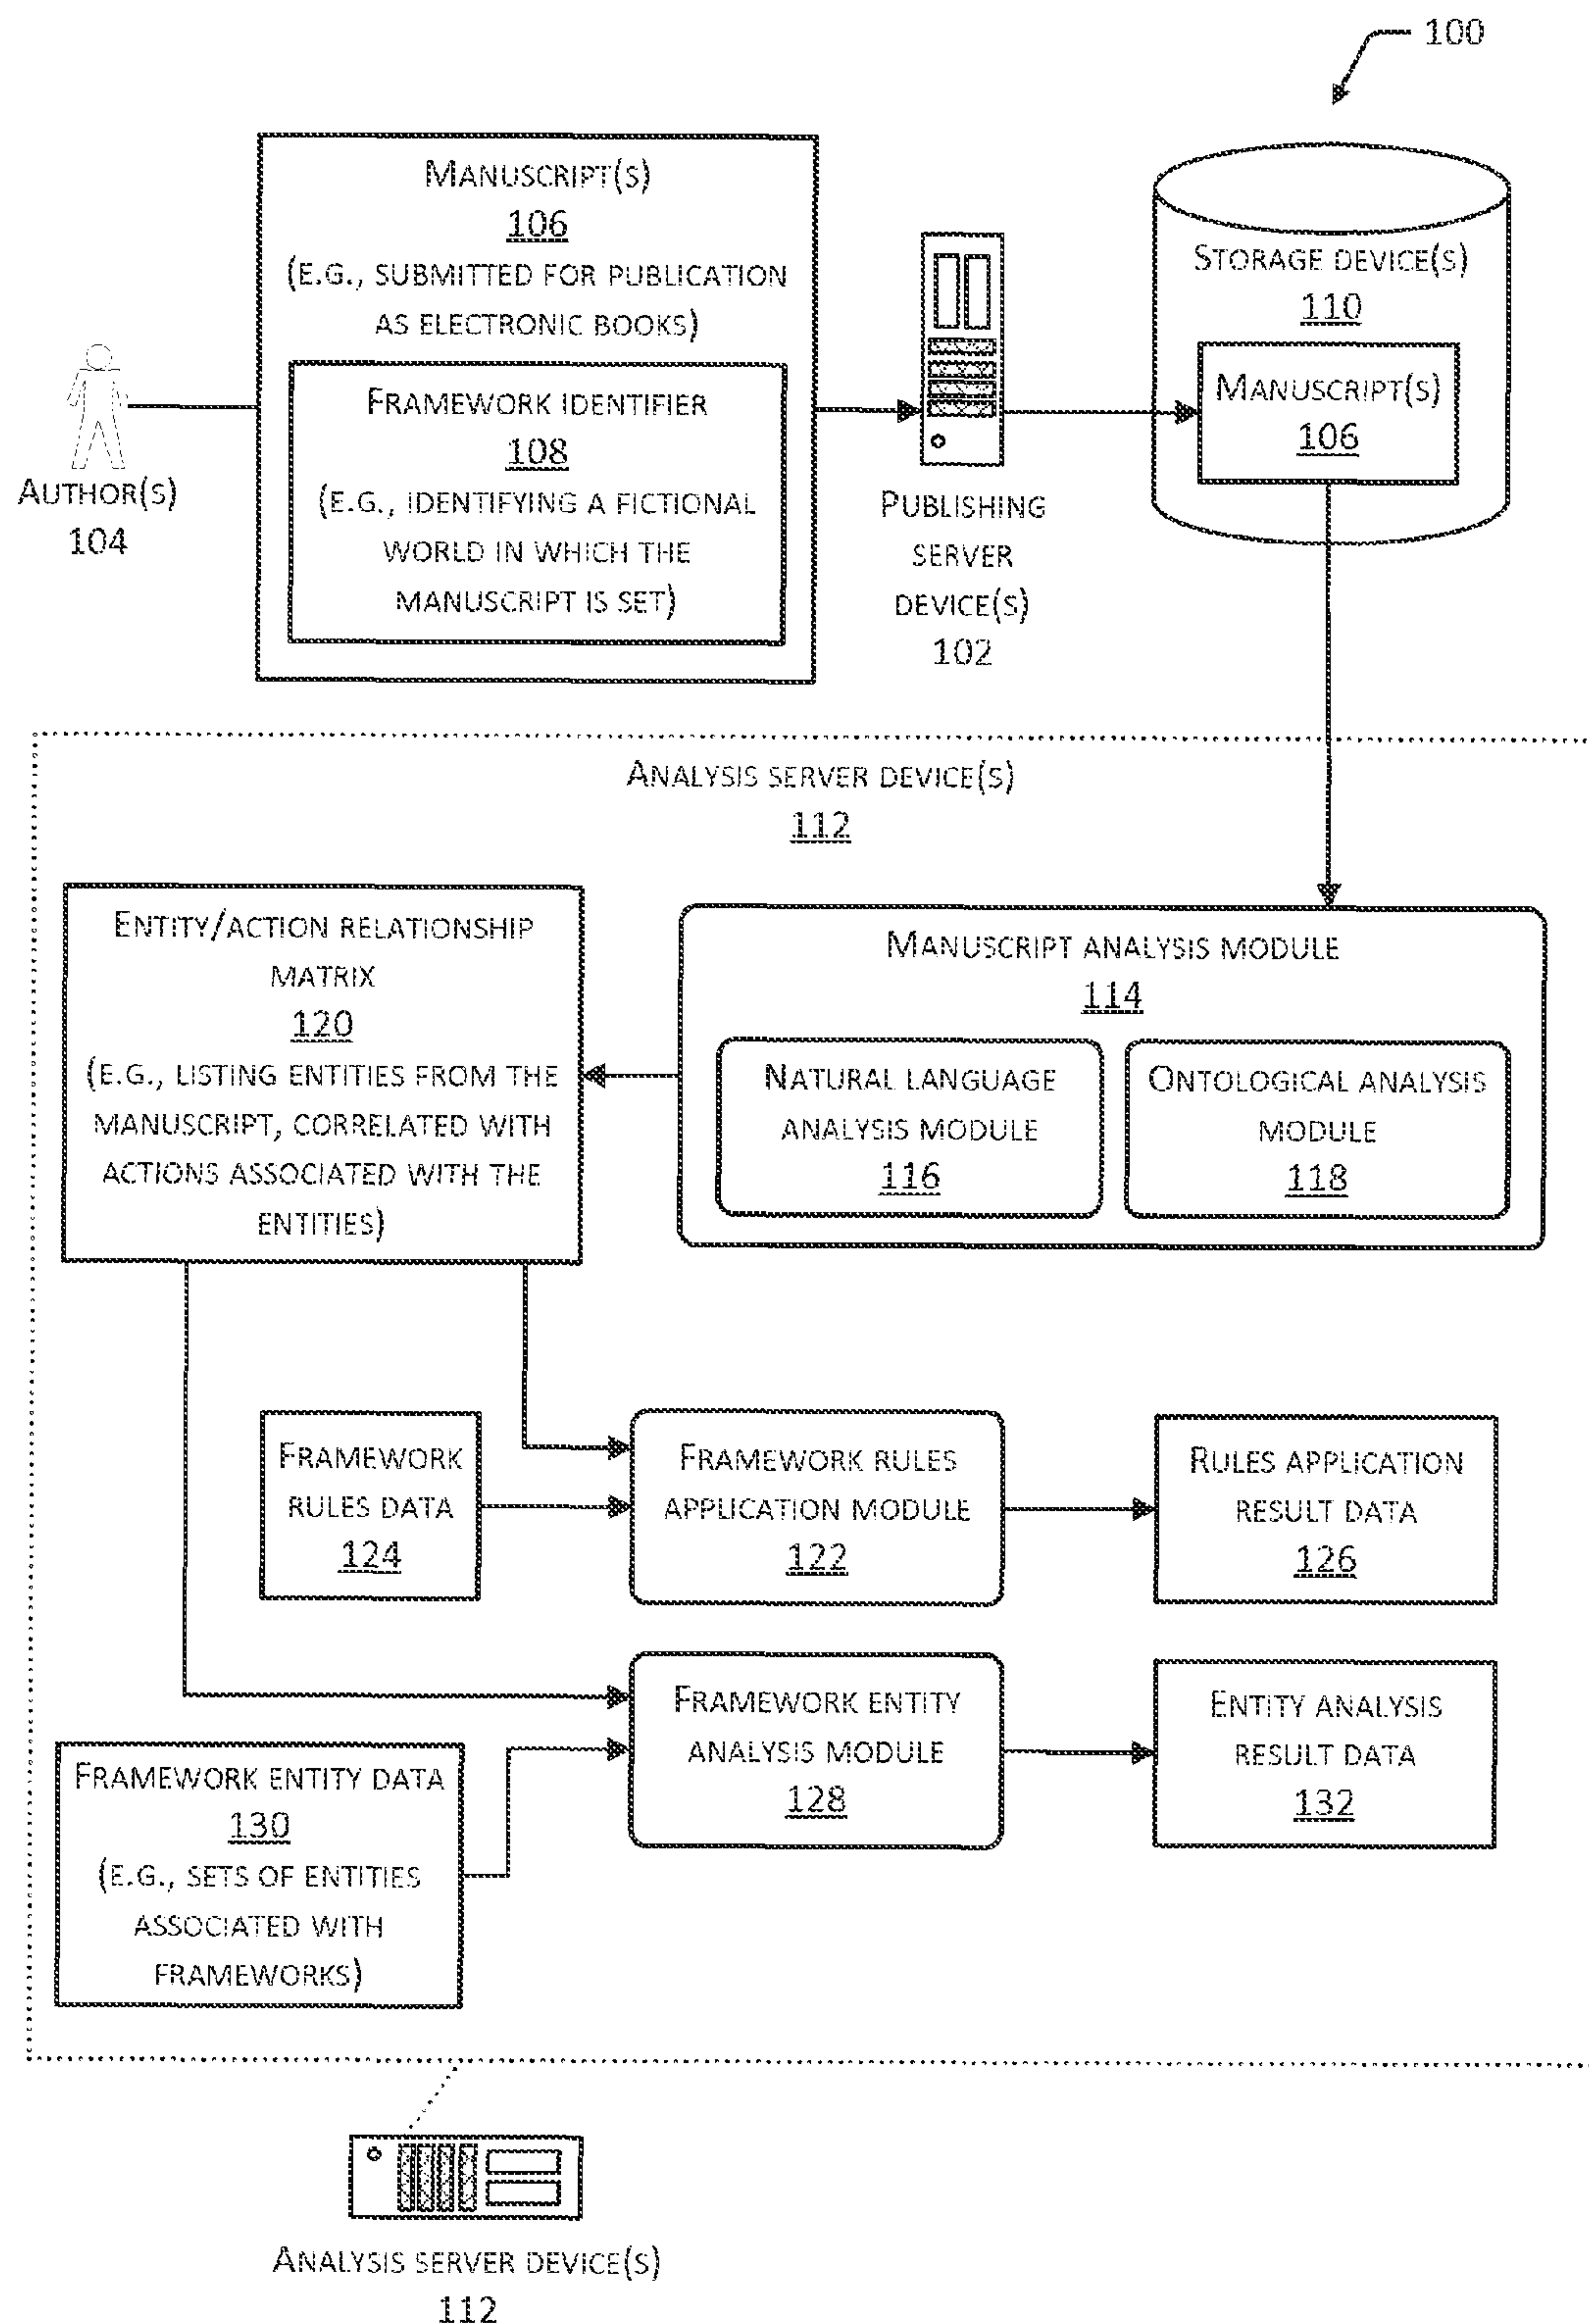 100
MANUSCRIPT(S)
106
(E.G., SUBMITTED FOR PUBLICATION
AS ELECTRONIC BOOKS)
FRAMEWORK IDENTIFIER
108
(E.G., IDENTIFYING A FICTIONAL
WORLD IN WHICH THE
MANUSCRIPT IS SET)
AUTHOR(S)
104
PUBLISHING
SERVER
DEVICE(S)
102
STORAGE DEVICE(S)
110
MANUSCRIPT(S)
106
ANALYSIS SERVER DEVICE(S)
112
ENTITY/ACTION RELATIONSHIP
MATRIX
120
(E.G., LISTING ENTITIES FROM THE
MANUSCRIPT, CORRELATED WITH
ACTIONS ASSOCIATED WITH THE
ENTITIES)
MANUSCRIPT ANALYSIS MODULE
114
NATURAL LANGUAGE
ANALYSIS MODULE
116
ONTOLOGICAL ANALYSIS
MODULE
118
FRAMEWORK
RULES DATA
124
FRAMEWORK RULES
APPLICATION MODULE
122
RULES APPLICATION
RESULT DATA
126
FRAMEWORK ENTITY DATA
130
(E.G., SETS OF ENTITIES
ASSOCIATED WITH
FRAMEWORKS)
FRAMEWORK ENTITY
ANALYSIS MODULE
128
ENTITY ANALYSIS
RESULT DATA
132
ANALYSIS SERVER DEVICE(S)
112